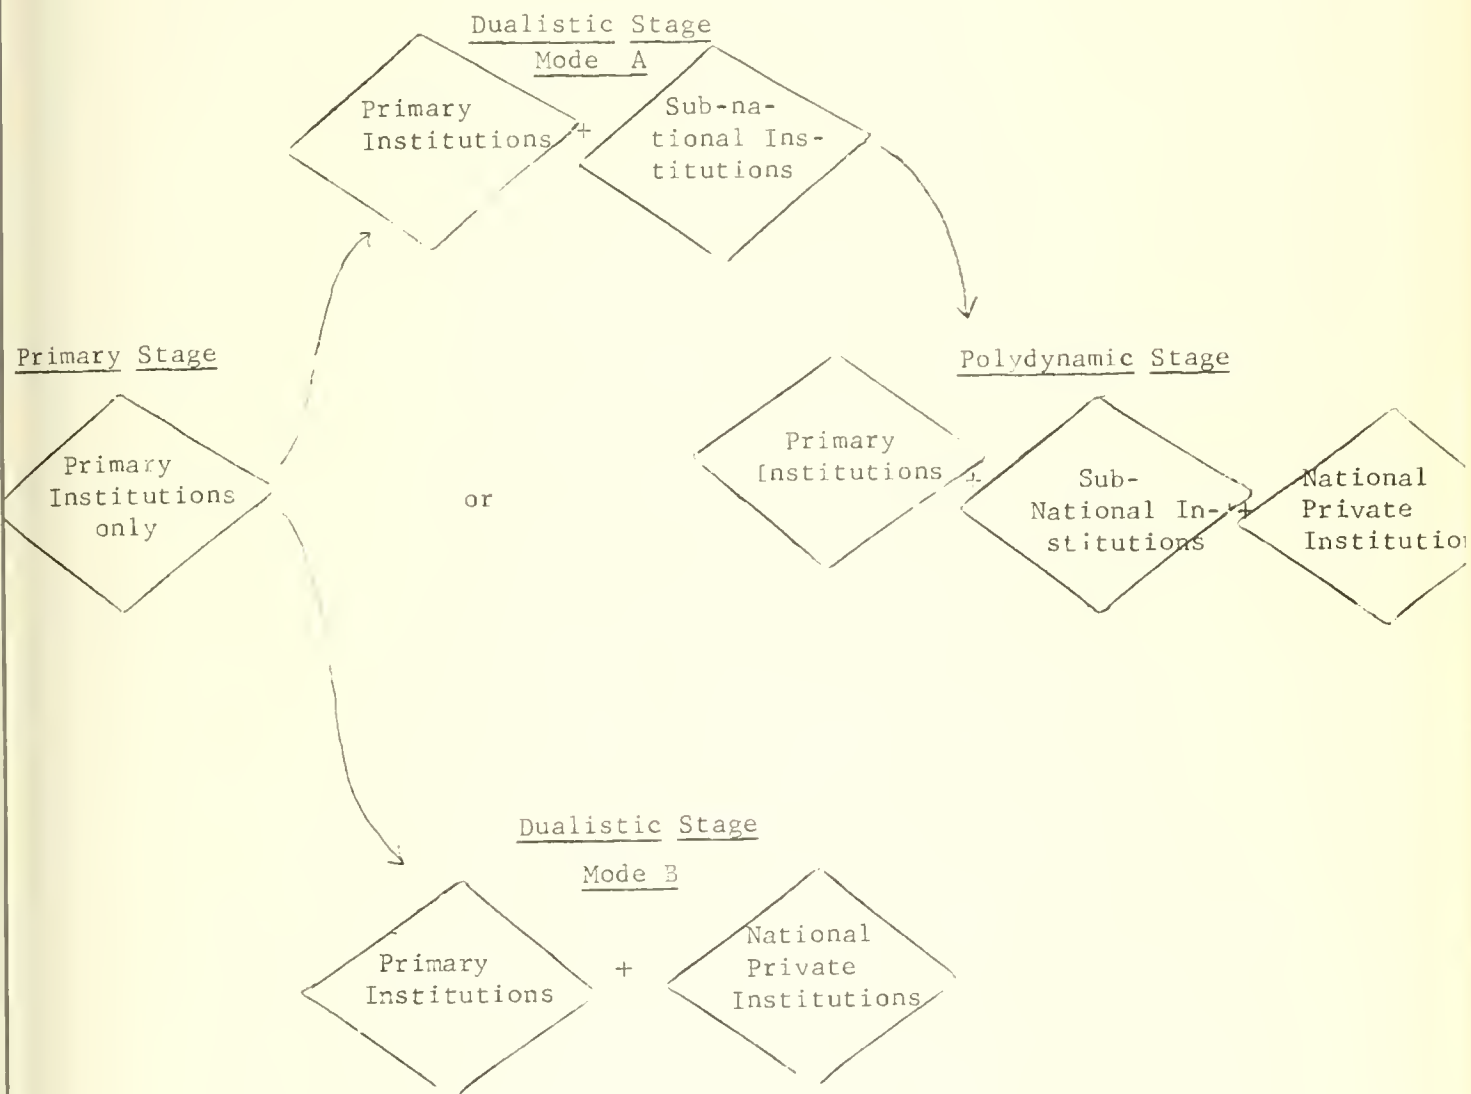 Dualistic Stage
Mode A
Primary
Institutions
+
Sub-na-
tional Ins-
titutions
Primary Stage
Primary
Institutions
only
or
Polydynamic Stage
Primary
Institutions
+
Sub-
National In-
stitutions
+
National
Private
Institution
Dualistic Stage
Mode B
Primary
Institutions
+
National
Private
Institutions